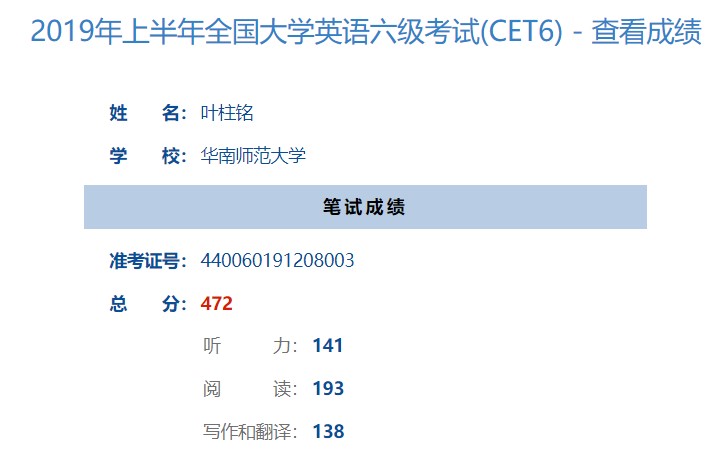 2019年上半年全国大学英语六级考试(CET6) - 查看成绩
姓 名: 叶柱铭
学 校: 华南师范大学
笔试成绩
准考证号: 440060191208003
总 分: 472
听 力: 141
阅 读: 193
写作和翻译: 138